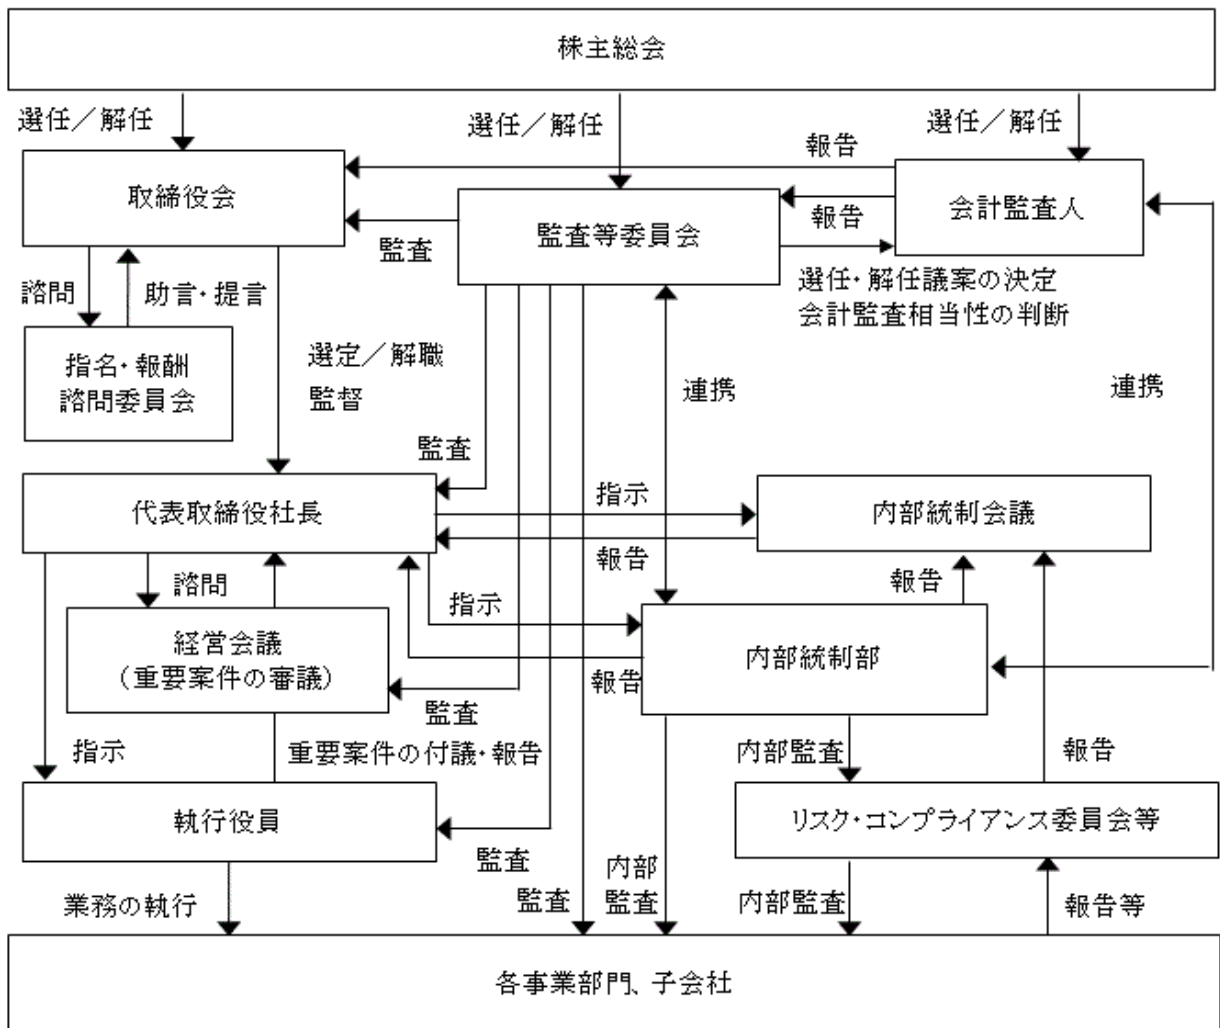 株主総会
選任／解任
選任／解任
選任／解任
報告
取締役会
監査等委員会
会計監査人
報告
監査
選任・解任議案の決定
会計監査相当性の判断
諮問
助言・提言
指名・報酬
諮問委員会
選定／解職
監督
連携
連携
監査
代表取締役社長
指示
内部統制会議
報告
諮問
指示
報告
経営会議
（重要案件の審議）
内部統制部
報告
監査
指示
重要案件の付議・報告
内部監査
報告
執行役員
リスク・コンプライアンス委員会等
監査
業務の執行
監査
内部
監査
内部監査
報告等
各事業部門、子会社